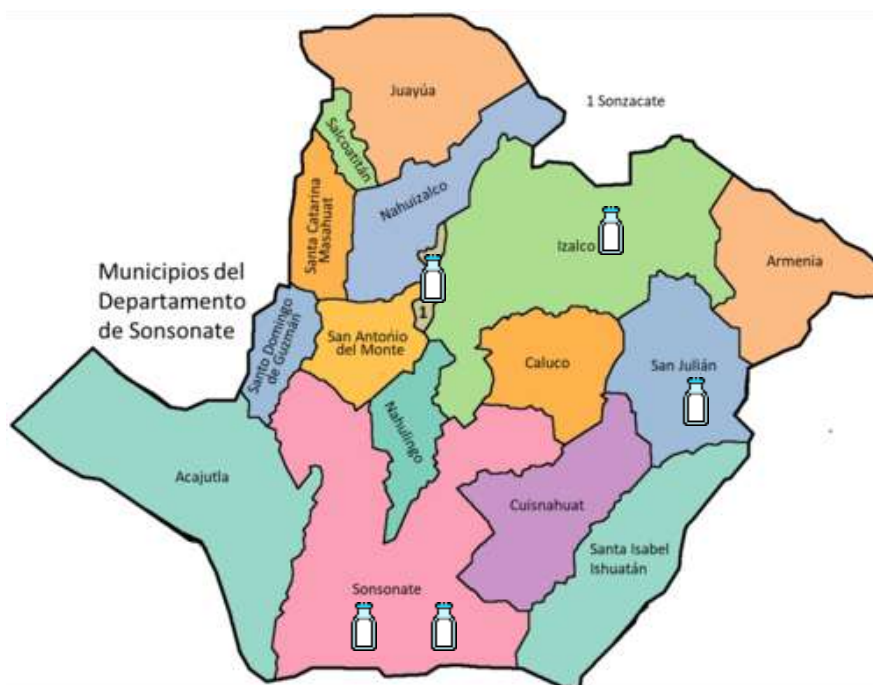 Juayúa
1 Sonzacate
Salcoatitán
Nahuizalco
Santa Catarina
Masahuat
Izalco
Armenia
Municipios del
Departamento
de Sonsonate
1
Santo Domingo
de Guzmán
San Antonio
del Monte
Caluco
San Julián
Nahulingo
Acajutla
Cuisnahuat
Santa Isabel
Ishuatán
Sonsonate